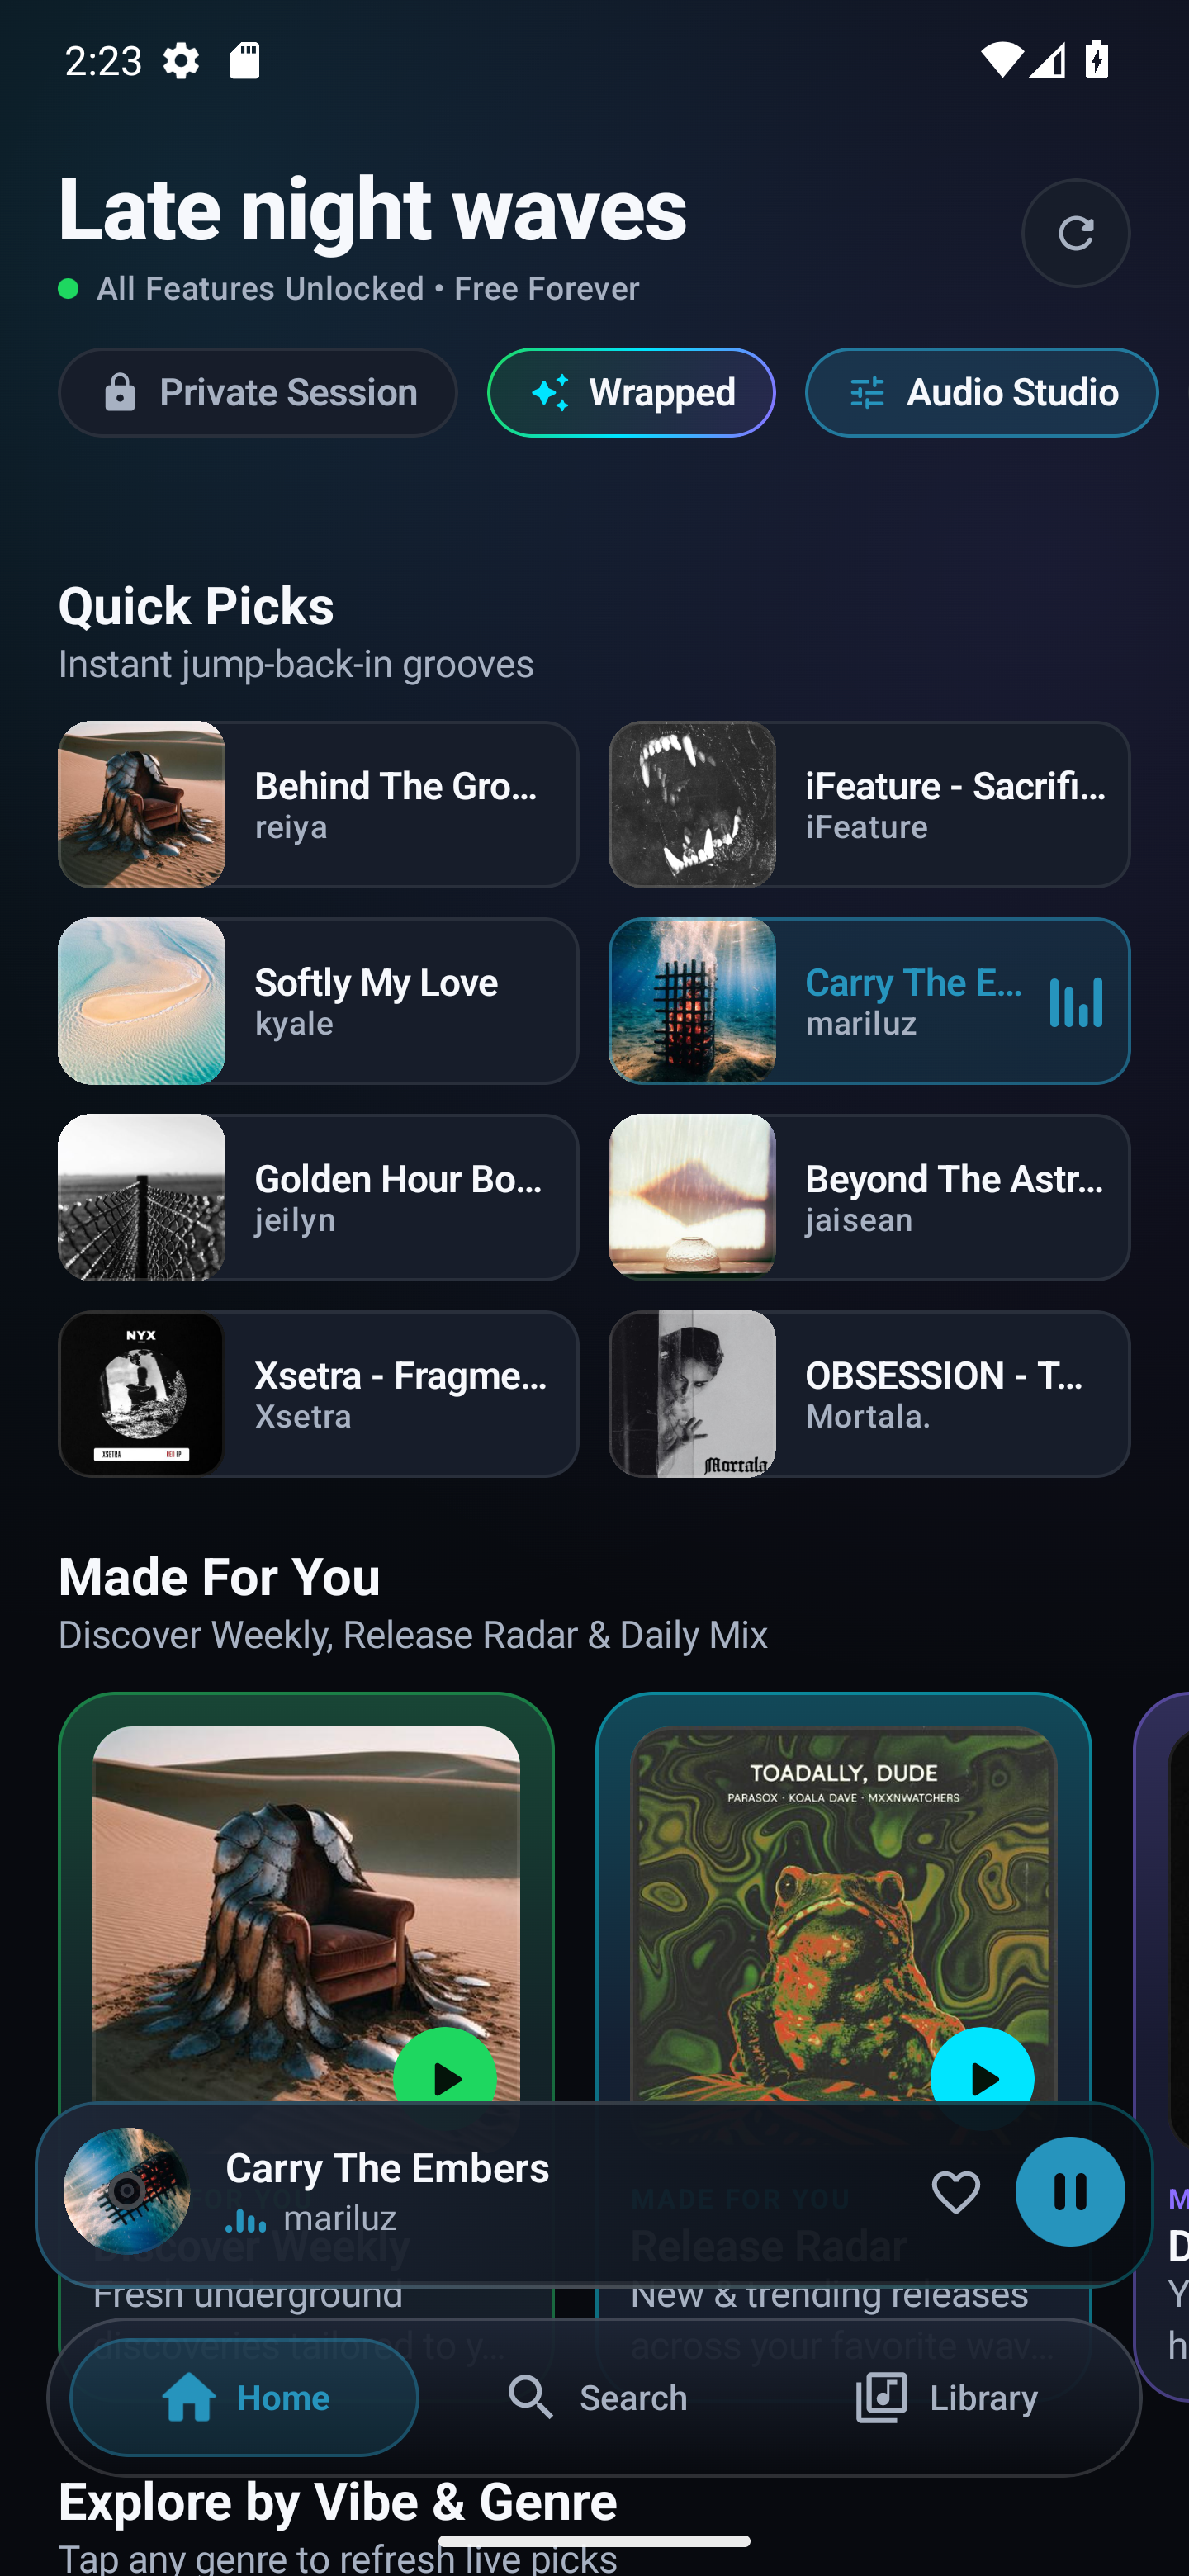 2:23
Late night waves
All Features Unlocked • Free Forever
Private Session
Wrapped
Audio Studio
Quick Picks
Instant jump-back-in grooves
Behind The Gro...
reiya
iFeature - Sacrifi...
iFeature
Softly My Love
kyale
Carry The E...
mariluz
Golden Hour Bo...
jeilyn
Beyond The Astr...
jaisean
NYX
XSETRA
Xsetra - Fragme...
Xsetra
Mortala
OBSESSION - T...
Mortala.
Made For You
Discover Weekly, Release Radar & Daily Mix
TOADALLY, DUDE
PARASOX · KOALA DAVE · MXXNWATCHERS
Carry The Embers
mariluz
MADE FOR YOU
Discover Weekly
Release Radar
Fresh underground
New & trending releases
discoveries tailored to y...
across your favorite wav...
Home
Search
Library
Explore by Vibe & Genre
Tap any genre to refresh live picks